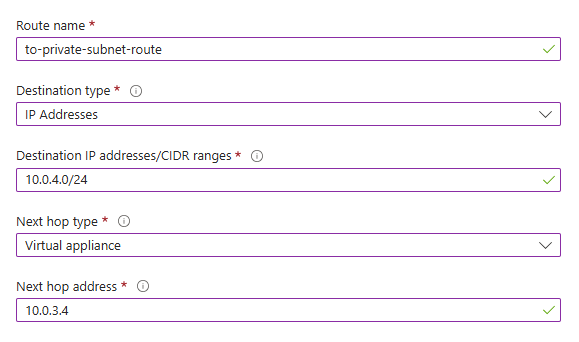 Route name *
to-private-subnet-route
Destination type *
IP Addresses
Destination IP addresses/CIDR ranges *
10.0.4.0/24
Next hop type *
Virtual appliance
Next hop address *
10.0.3.4